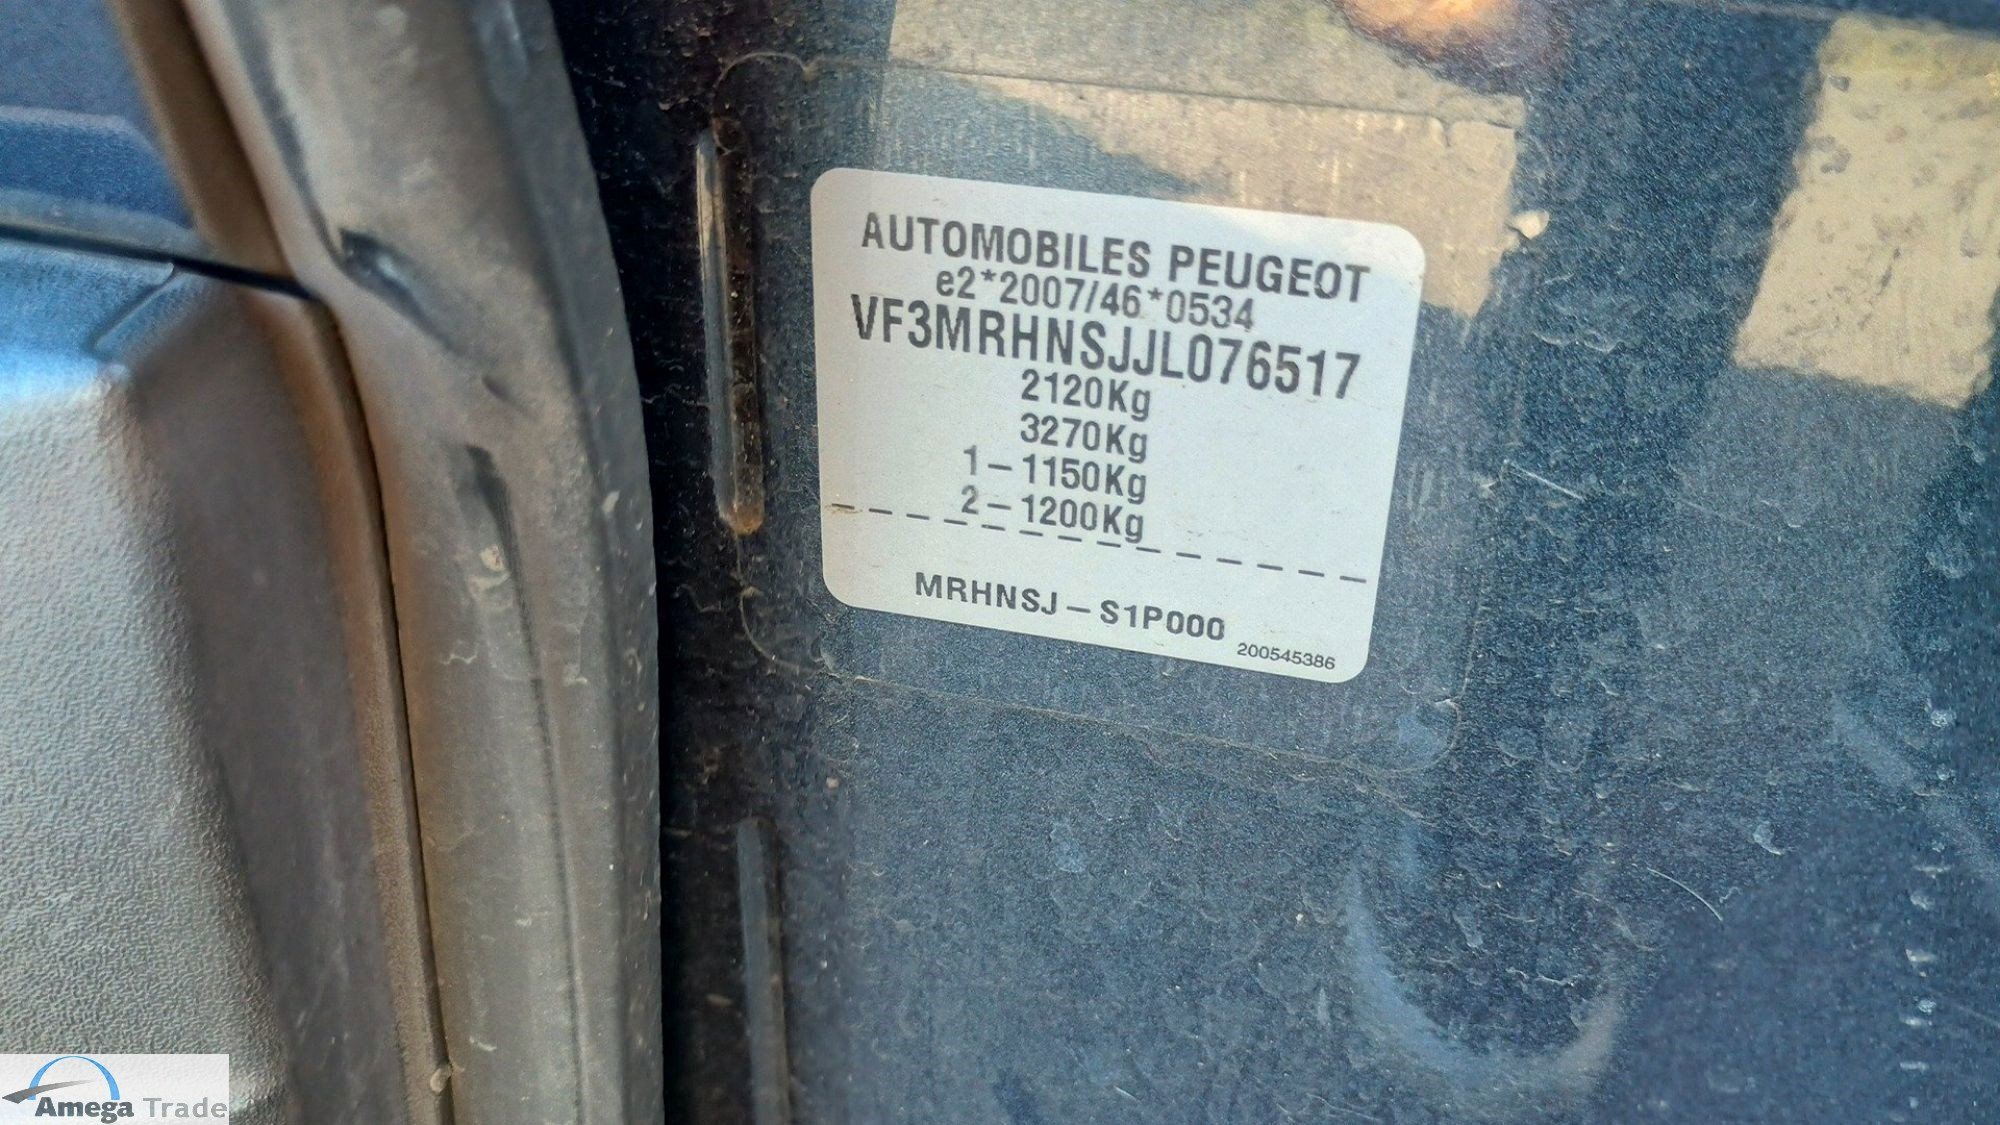 AUTOMOBILES PEUGEOT
e2*2007/46*0534
VF3MRHNSJJL076517
2120Kg
3270Kg
1-1150Kg
2-1200Kg
MRHNSJ-S1P000
200545386
Amega Trade